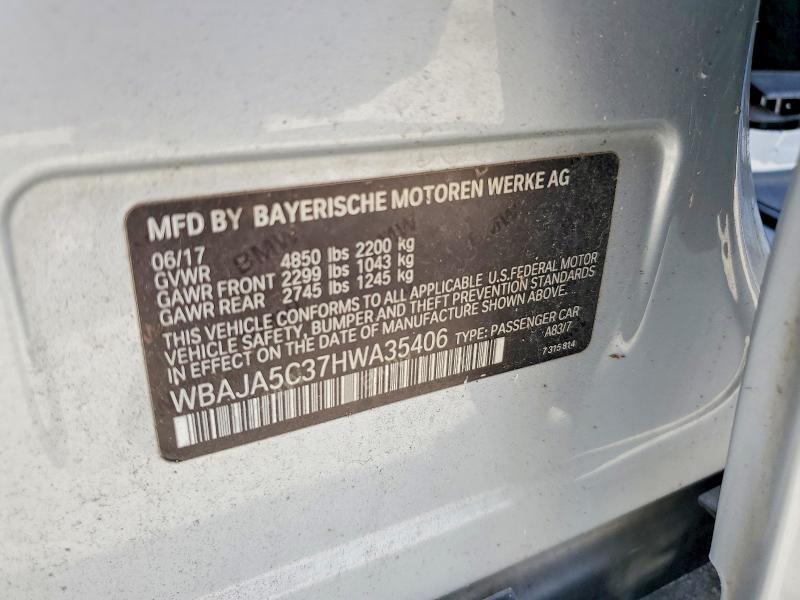 MFD BY BAYERISCHE MOTOREN WERKE AG
06/17
GVWR 4850 lbs 2200 kg
GAWR FRONT 2299 lbs 1043 kg
GAWR REAR 2745 lbs 1245 kg
THIS VEHICLE CONFORMS TO ALL APPLICABLE U.S.FEDERAL MOTOR
VEHICLE SAFETY, BUMPER AND THEFT PREVENTION STANDARDS
IN EFFECT ON THE DATE OF MANUFACTURE SHOWN ABOVE.
WBAJA5C37HWA35406 TYPE: PASSENGER CAR
A83/7
7 315 814
BMW
BMW
BMW